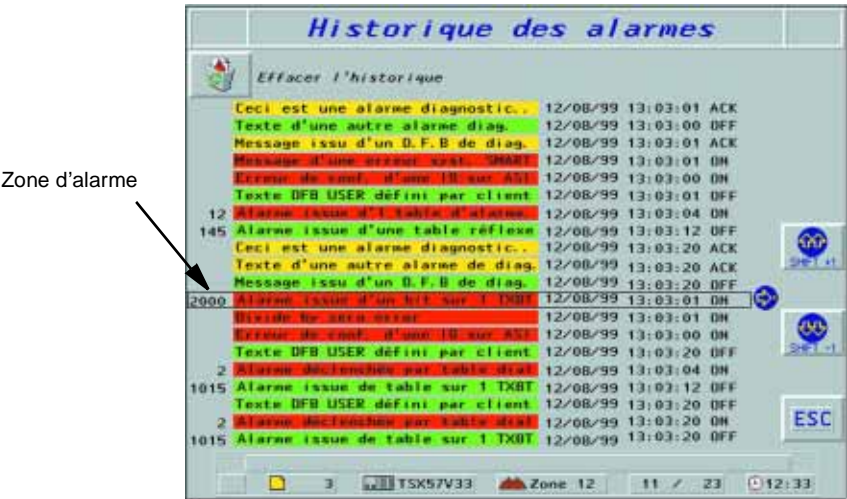 Historique des alarmes
Effacer l'historique
Ceci est une alarme diagnostic.. 12/08/99 13:03:01 ACK
Texte d'une autre alarme diag. 12/08/99 13:03:00 OFF
Message issu d'un D.F.B de diag. 12/08/99 13:03:01 ACK
Message d'une erreur syst. SMART 12/08/99 13:03:01 ON
Erreur de conf. d'une IO sur ASI 12/08/99 13:03:00 ON
Texte DFB USER défini par client 12/08/99 13:03:01 OFF
Zone d'alarme
12 Alarme issue d'1 table d'alarme. 12/08/99 13:03:04 ON
145 Alarme issue d'une table réflexe 12/08/99 13:03:12 OFF
Ceci est une alarme diagnostic.. 12/08/99 13:03:20 ACK
Texte d'une autre alarme de diag. 12/08/99 13:03:20 ACK
SHFT +1
Message issu d'un D.F.B de diag. 12/08/99 13:03:20 OFF
2000 Alarme issue d'un bit sur 1 TXBT 12/08/99 13:03:01 ON
Divide by zero error 12/08/99 13:03:01 ON
Erreur de conf. d'une IO sur ASI 12/08/99 13:03:00 ON
Texte DFB USER défini par client 12/08/99 13:03:20 OFF
SHFT -1
2 Alarme déclenchée par table dial 12/08/99 13:03:04 ON
1015 Alarme issue de table sur 1 TXBT 12/08/99 13:03:12 OFF
Texte DFB USER défini par client 12/08/99 13:03:20 OFF
2 Alarme déclenchée par table dial 12/08/99 13:03:20 ON
ESC
1015 Alarme issue de table sur 1 TXBT 12/08/99 13:03:20 OFF
3 TSX57V33 Zone 12 11 / 23 12:33